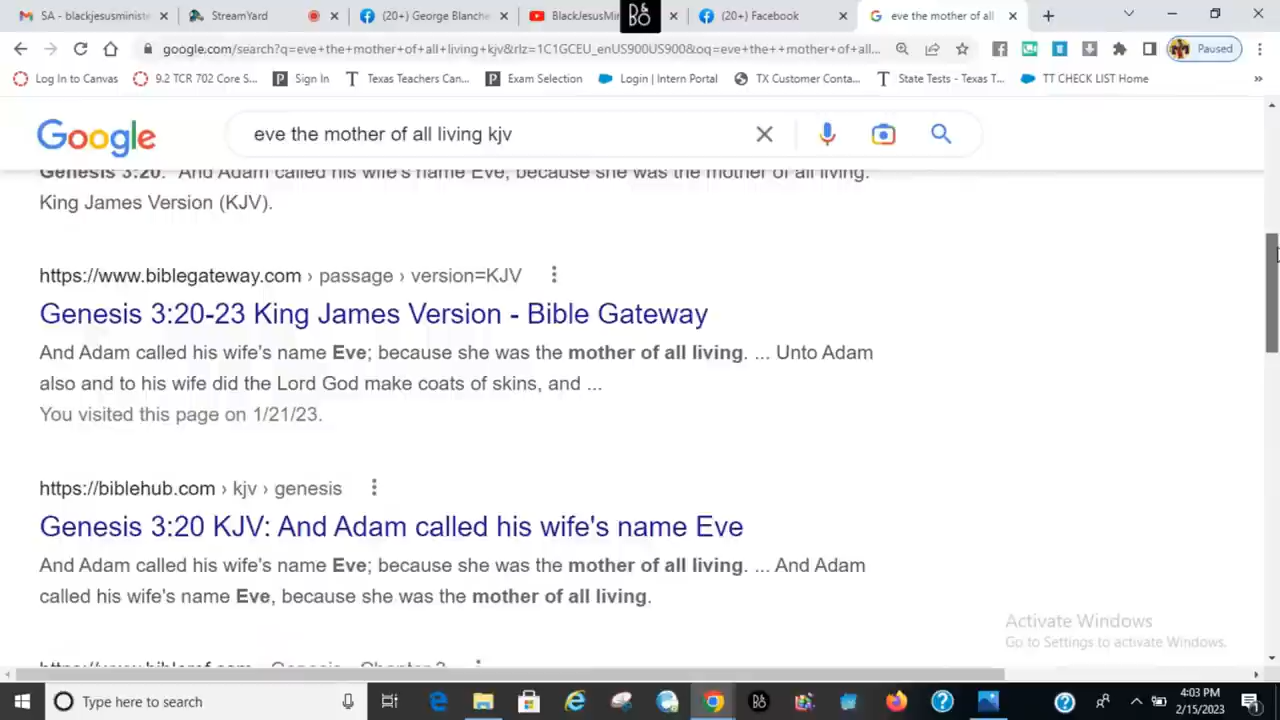 SA - blackjesusministe
StreamYard
(20+) George Blanche
BlackJesusMi
B&O
(20+) Facebook
eve the mother of all
google.com/search?q=eve+the+mother+of+all+living+kjv&rlz=1C1GCEU_enUS900US900&oq=eve+the++mother+of+all...
Paused
Log In to Canvas
9.2 TCR 702 Core S...
Sign In
Texas Teachers Can...
Exam Selection
Login | Intern Portal
TX Customer Conta...
State Tests - Texas T...
TT CHECK LIST Home
»
Google
eve the mother of all living kjv
Genesis 3:20. And Adam called his wife's name Eve, because she was the mother of all living.
King James Version (KJV).
https://www.biblegateway.com › passage › version=KJV
Genesis 3:20-23 King James Version - Bible Gateway
And Adam called his wife's name Eve; because she was the mother of all living. ... Unto Adam
also and to his wife did the Lord God make coats of skins, and ...
You visited this page on 1/21/23.
https://biblehub.com › kjv › genesis
Genesis 3:20 KJV: And Adam called his wife's name Eve
And Adam called his wife's name Eve; because she was the mother of all living. ... And Adam
called his wife's name Eve, because she was the mother of all living.
Activate Windows
Go to Settings to activate Windows.
Type here to search
B&O
4:03 PM
2/15/2023
1